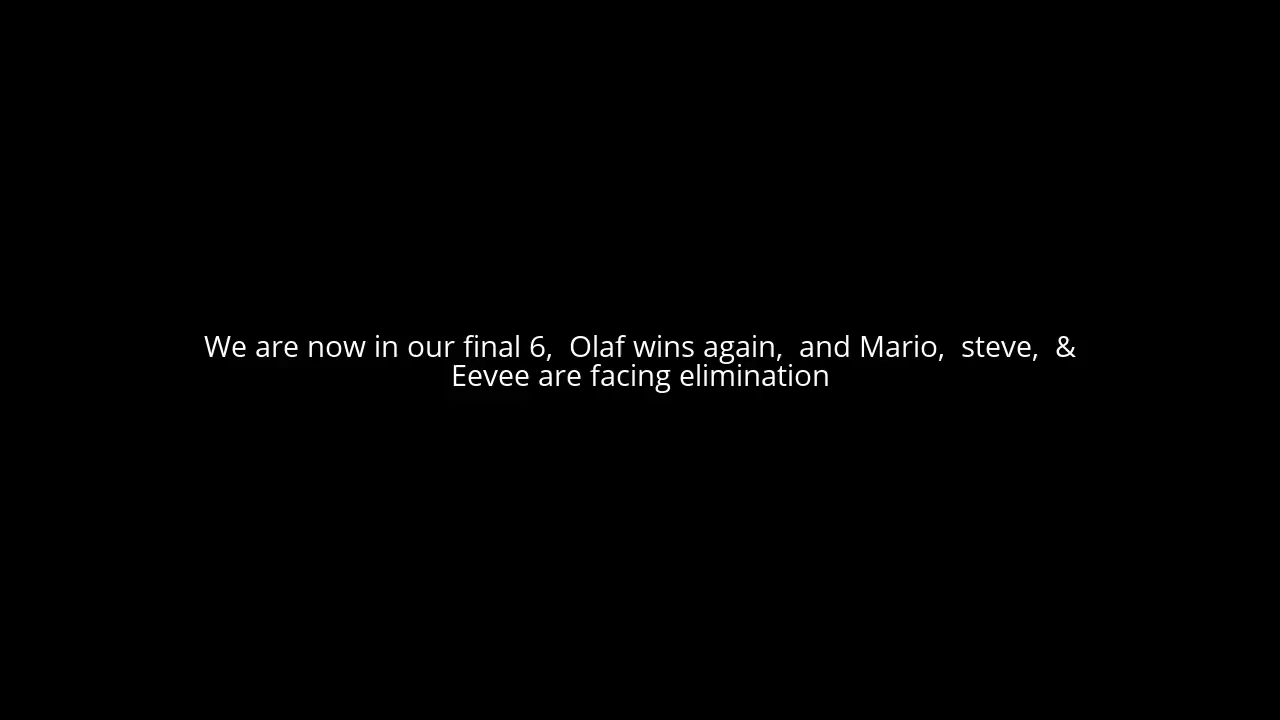 We are now in our final 6,  Olaf wins again,  and Mario,  steve,  &
Eevee are facing elimination